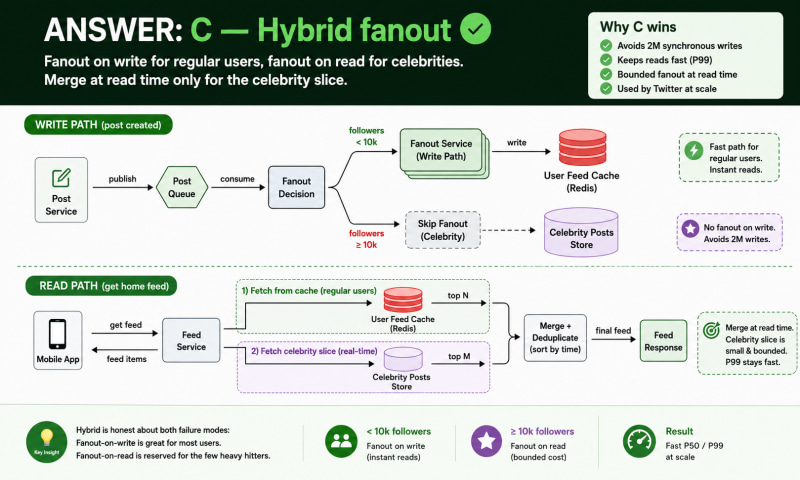 ANSWER: C — Hybrid fanout
Fanout on write for regular users, fanout on read for celebrities.
Merge at read time only for the celebrity slice.
Why C wins
Avoids 2M synchronous writes
Keeps reads fast (P99)
Bounded fanout at read time
Used by Twitter at scale
WRITE PATH (post created)
Post
Service
publish
Post
Queue
consume
Fanout
Decision
followers
< 10k
Fanout Service
(Write Path)
write
User Feed Cache
(Redis)
Fast path for
regular users.
Instant reads.
followers
≥ 10k
Skip Fanout
(Celebrity)
Celebrity Posts
Store
No fanout on write.
Avoids 2M writes.
READ PATH (get home feed)
Mobile App
get feed
feed items
Feed
Service
1) Fetch from cache (regular users)
User Feed Cache
(Redis)
top N
2) Fetch celebrity slice (real-time)
Celebrity Posts
Store
top M
Merge +
Deduplicate
(sort by time)
final feed
Feed
Response
Merge at read time.
Celebrity slice is
small & bounded.
P99 stays fast.
Key insight
Hybrid is honest about both failure modes:
Fanout-on-write is great for most users.
Fanout-on-read is reserved for the few heavy hitters.
< 10k followers
Fanout on write
(instant reads)
≥ 10k followers
Fanout on read
(bounded cost)
Result
Fast P50 / P99
at scale